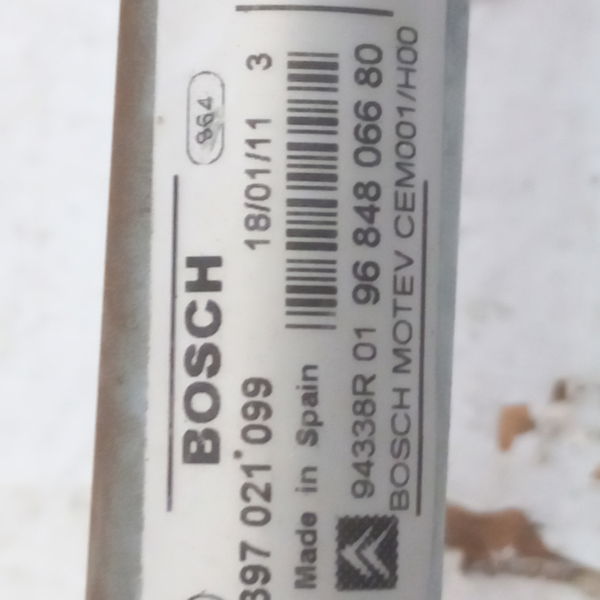 864
BOSCH
397 021 099 18/01/11 3
Made in Spain
94338R 01 96 848 066 80
BOSCH MOTEV CEM001/H00